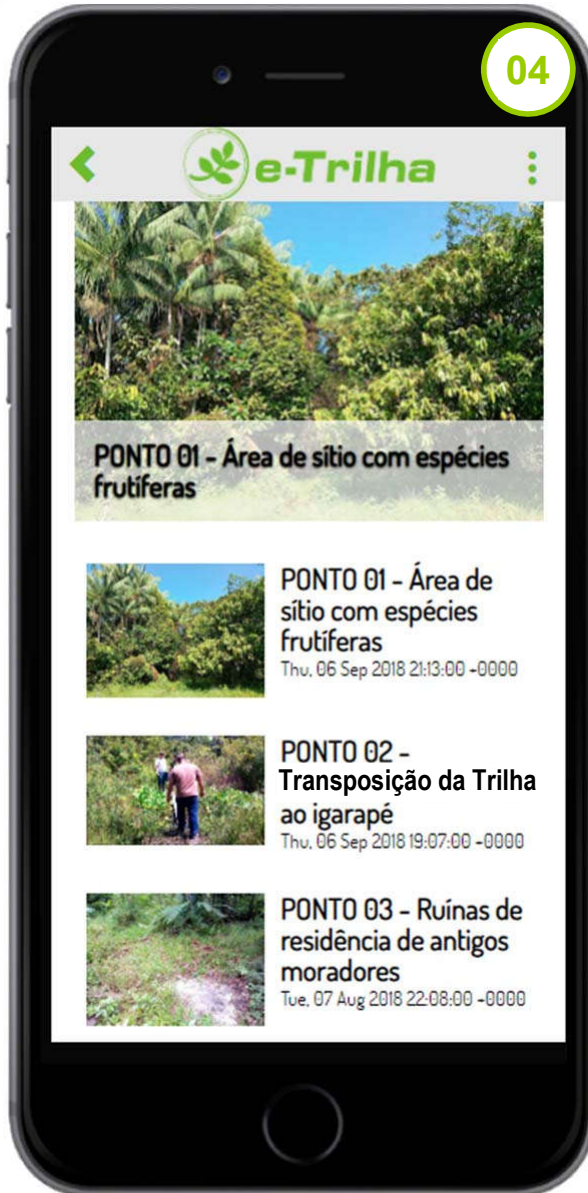 04
e-Trilha
PONTO 01 - Área de sítio com espécies
frutíferas
PONTO 01 - Área de
sítio com espécies
frutíferas
Thu, 06 Sep 2018 21:13:00 -0000
PONTO 02 -
Transposição da Trilha
ao igarapé
Thu, 06 Sep 2018 19:07:00 -0000
PONTO 03 - Ruínas de
residência de antigos
moradores
Tue, 07 Aug 2018 22:08:00 -0000